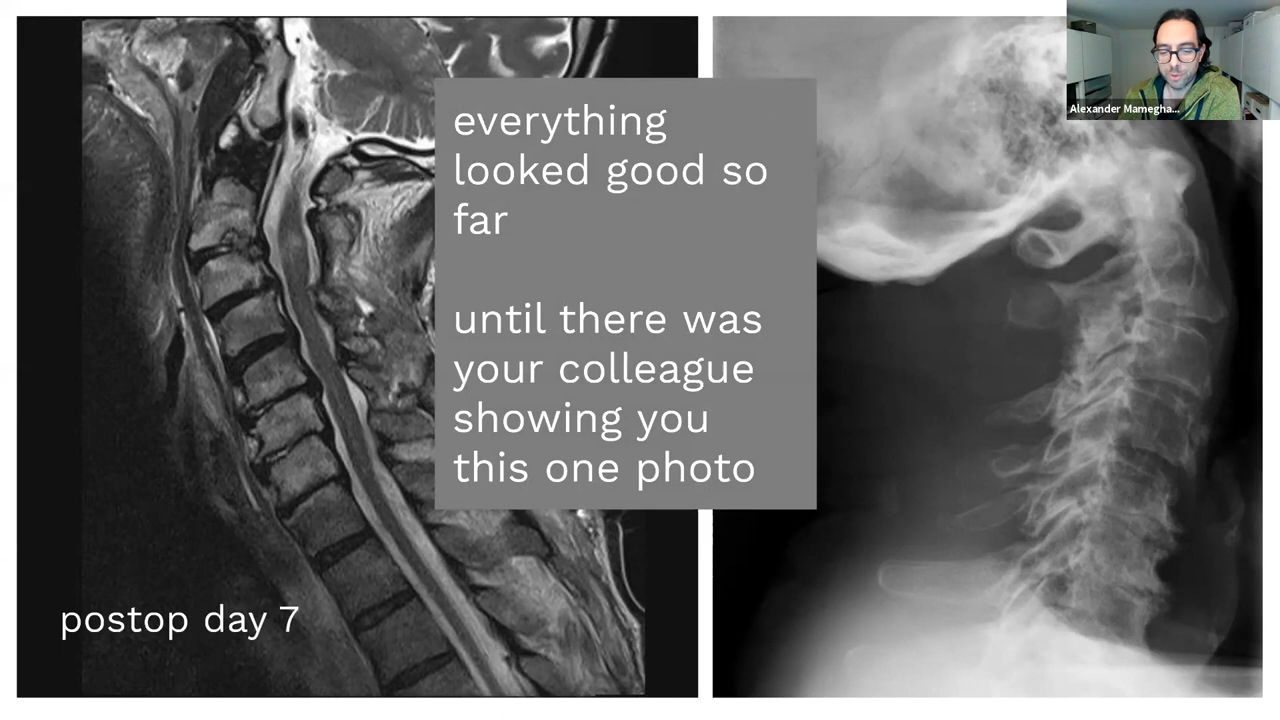 everything
looked good so
far
until there was
your colleague
showing you
this one photo
postop day 7
Alexander Mamegha...